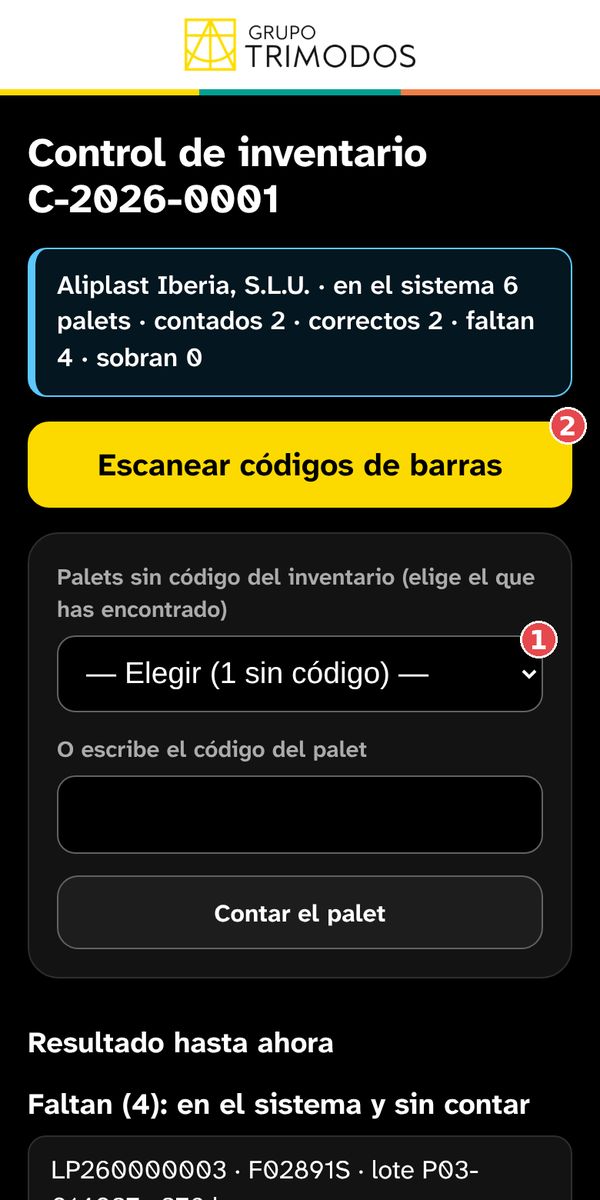 GRUPO
TRIMODOS
Control de inventario
C-2026-0001
Aliplast Iberia, S.L.U. · en el sistema 6
palets · contados 2 · correctos 2 · faltan
4 · sobran 0
2
Escanear códigos de barras
Palets sin código del inventario (elige el que
has encontrado)
1
— Elegir (1 sin código) —
O escribe el código del palet
Contar el palet
Resultado hasta ahora
Faltan (4): en el sistema y sin contar
LP260000003 · F02891S · lote P03-